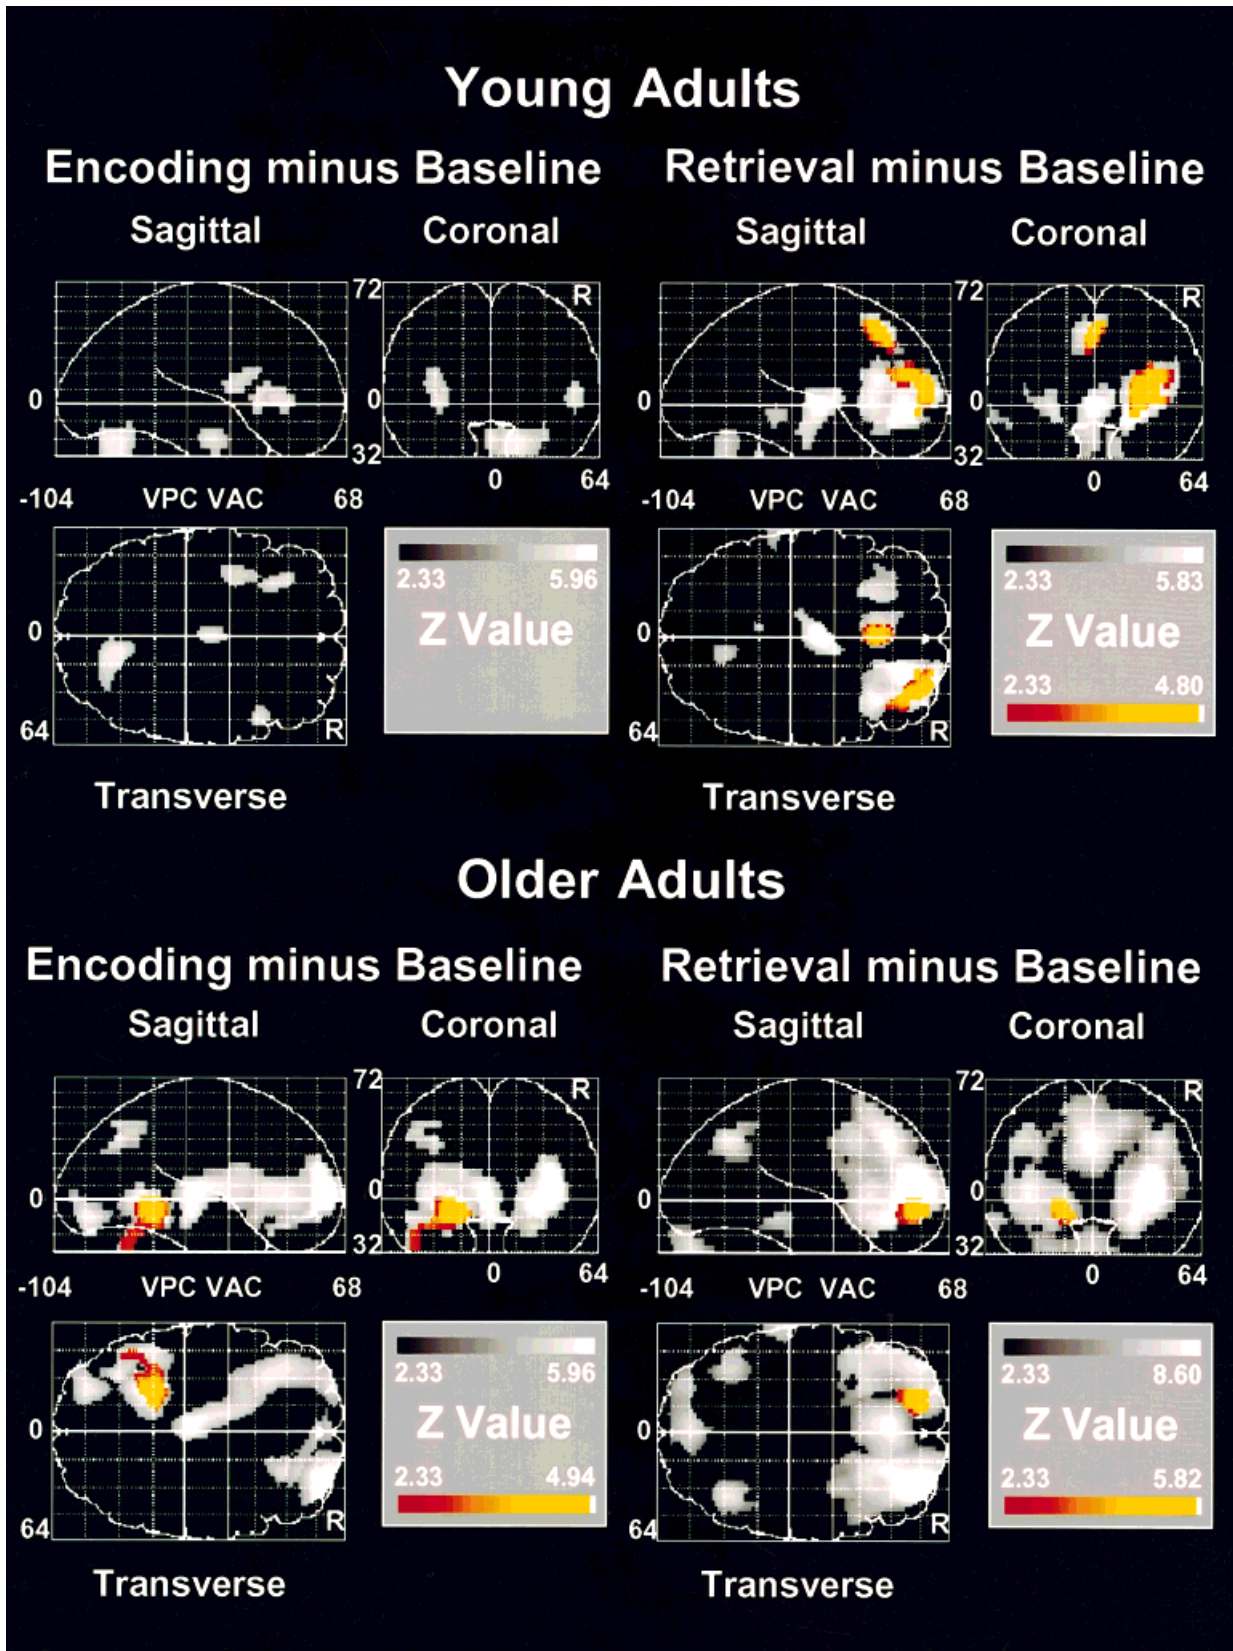 Young Adults
Encoding minus Baseline
Retrieval minus Baseline
Sagittal
Coronal
Sagittal
Coronal
72
R
0
0
32
0
64
-104
VPC VAC
68
72
R
0
0
32
0
64
-104
VPC VAC
68
0
64
R
2.33
5.96
Z Value
Transverse
0
64
R
2.33
5.83
Z Value
2.33
4.80
Transverse
Older Adults
Encoding minus Baseline
Retrieval minus Baseline
Sagittal
Coronal
Sagittal
Coronal
72
R
0
0
32
0
64
-104
VPC VAC
68
72
R
0
0
32
0
64
-104
VPC VAC
68
0
64
R
2.33
5.96
Z Value
2.33
4.94
Transverse
0
64
R
2.33
8.60
Z Value
2.33
5.82
Transverse